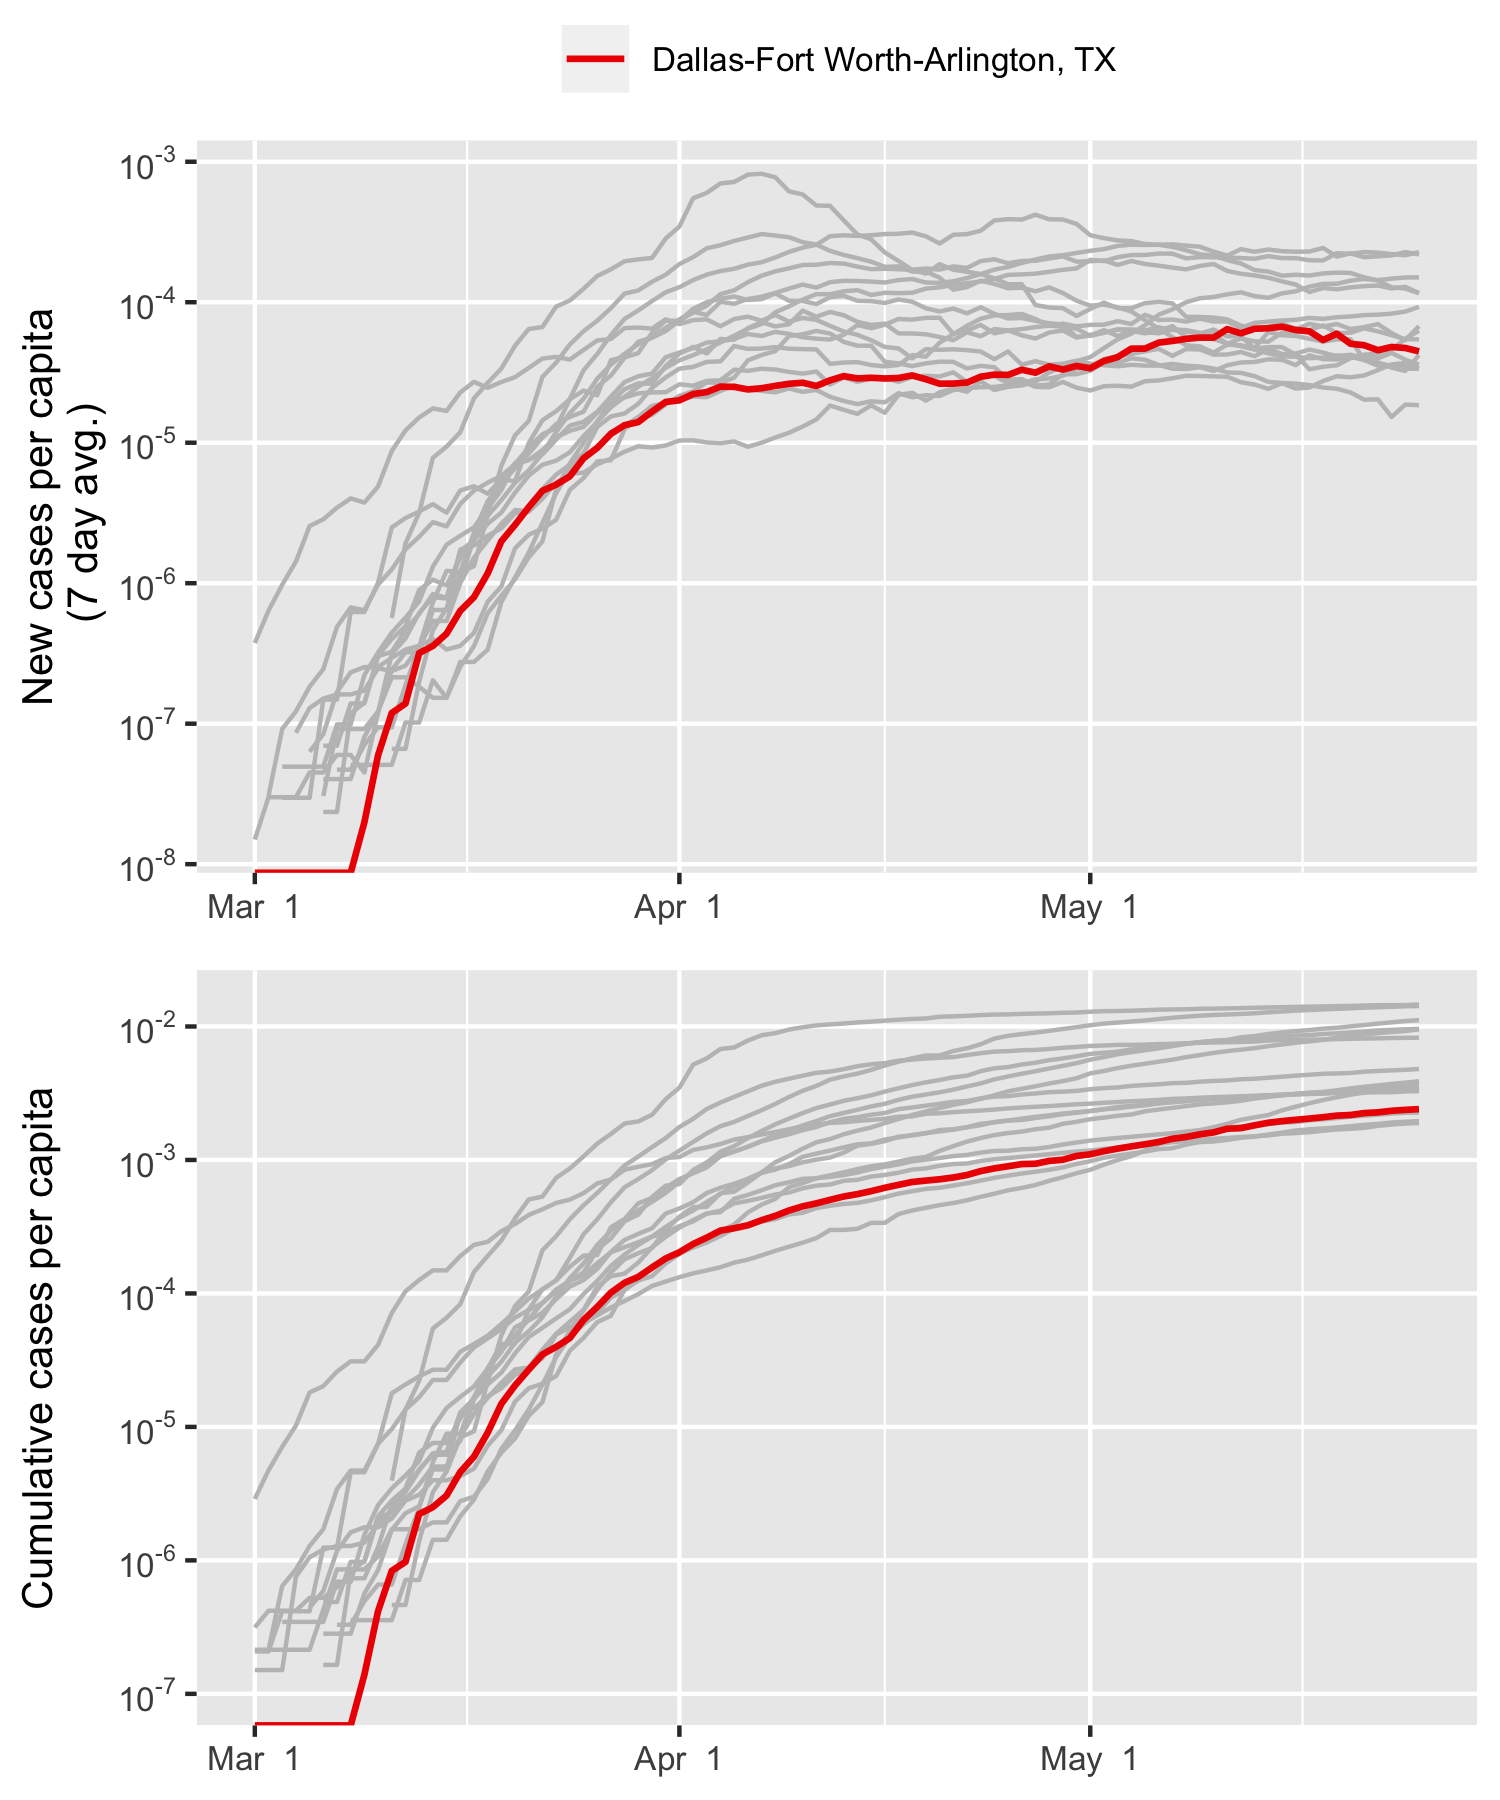 Dallas-Fort Worth-Arlington, TX
New cases per capita
(7 day avg.)
10⁻³
10⁻⁴
10⁻⁵
10⁻⁶
10⁻⁷
10⁻⁸
Mar 1
Apr 1
May 1
Cumulative cases per capita
10⁻²
10⁻³
10⁻⁴
10⁻⁵
10⁻⁶
10⁻⁷
Mar 1
Apr 1
May 1